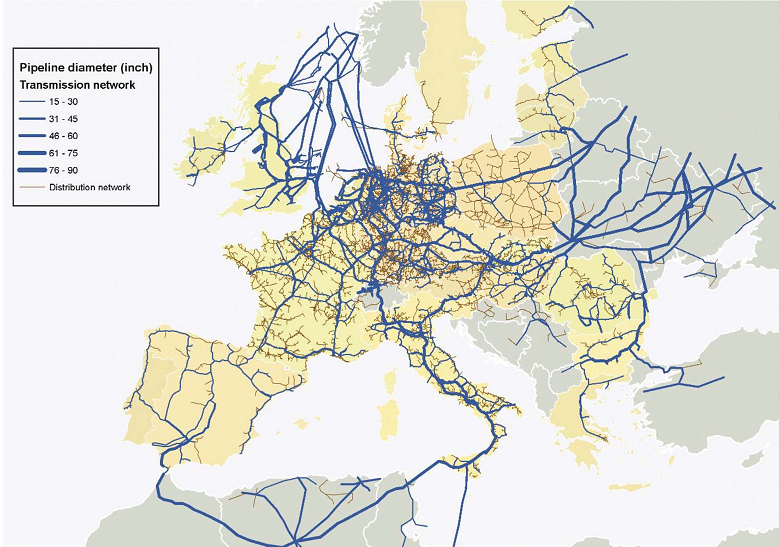 Pipeline diameter (inch)
Transmission network
15 - 30
31 - 45
46 - 60
61 - 75
76 - 90
Distribution network